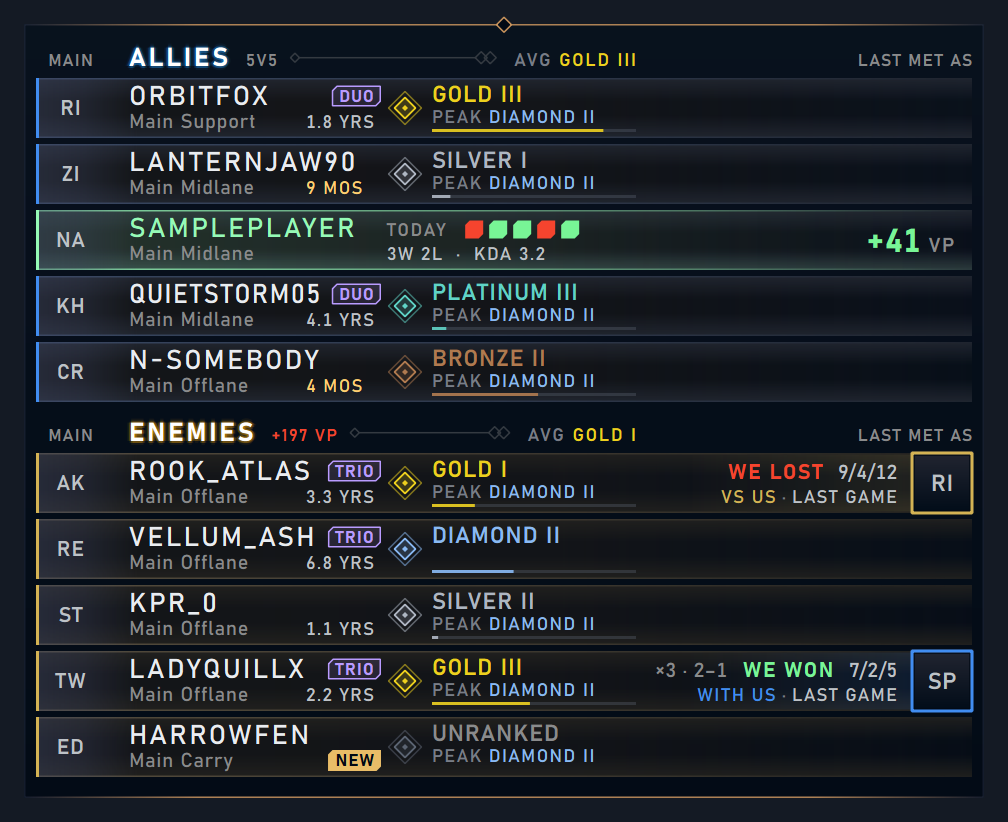 MAIN ALLIES 5V5 AVG GOLD III LAST MET AS
RI ORBITFOX DUO GOLD III
Main Support 1.8 YRS PEAK DIAMOND II
ZI LANTERNJAW90 SILVER I
Main Midlane 9 MOS PEAK DIAMOND II
NA SAMPLEPLAYER TODAY +41 VP
Main Midlane 3W 2L · KDA 3.2
KH QUIETSTORM05 DUO PLATINUM III
Main Midlane 4.1 YRS PEAK DIAMOND II
CR N-SOMEBODY BRONZE II
Main Offlane 4 MOS PEAK DIAMOND II
MAIN ENEMIES +197 VP AVG GOLD I LAST MET AS
AK ROOK_ATLAS TRIO GOLD I WE LOST 9/4/12 RI
Main Offlane 3.3 YRS PEAK DIAMOND II VS US · LAST GAME
RE VELLUM_ASH TRIO DIAMOND II
Main Offlane 6.8 YRS
ST KPR_0 SILVER II
Main Offlane 1.1 YRS PEAK DIAMOND II
TW LADYQUILLX TRIO GOLD III ×3 · 2–1 WE WON 7/2/5 SP
Main Offlane 2.2 YRS PEAK DIAMOND II WITH US · LAST GAME
ED HARROWFEN UNRANKED
Main Carry NEW PEAK DIAMOND II